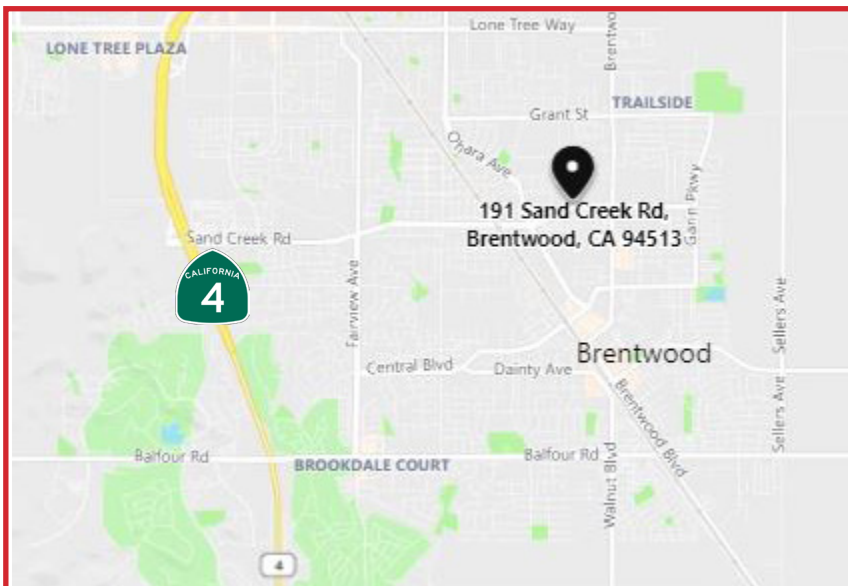 Lone Tree Way
LONE TREE PLAZA
Brentwo
TRAILSIDE
Grant St
Ohara Ave
191 Sand Creek Rd,
Brentwood, CA 94513
Gann Pkwy
Sand Creek Rd
CALIFORNIA
4
Fairview Ave
Sellers Ave
Brentwood
Central Blvd
Dainty Ave
Sellers Ave
Brentwood Blvd
Walnut Blvd
Balfour Rd
BROOKDALE COURT
Balfour Rd
4